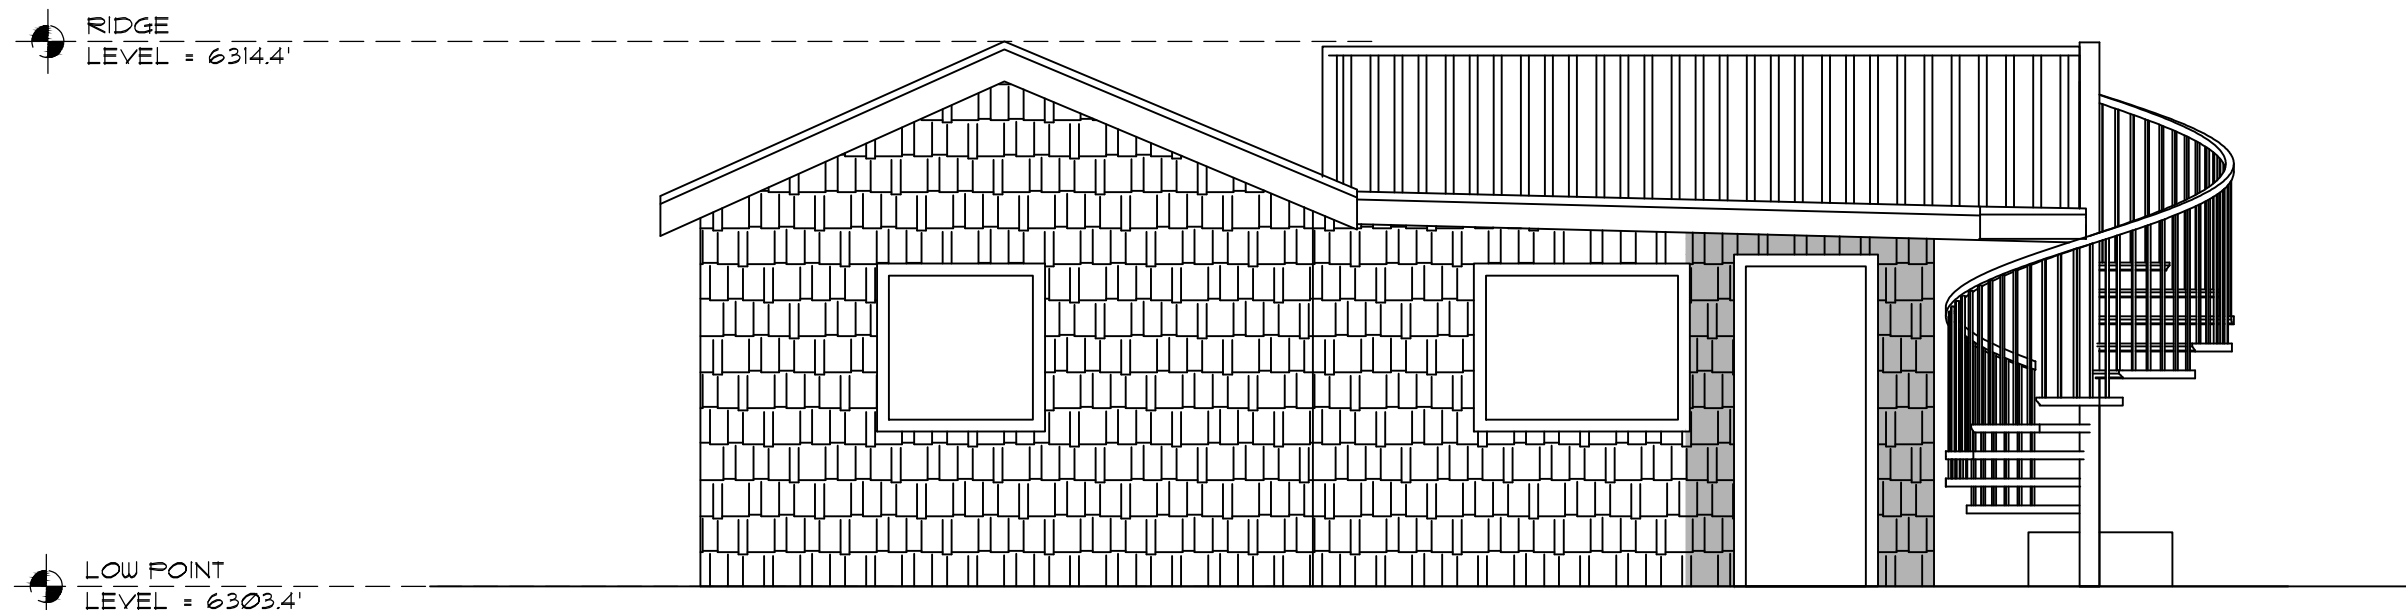 RIDGE
LEVEL = 6314.4'
LOW POINT
LEVEL = 6303.4'